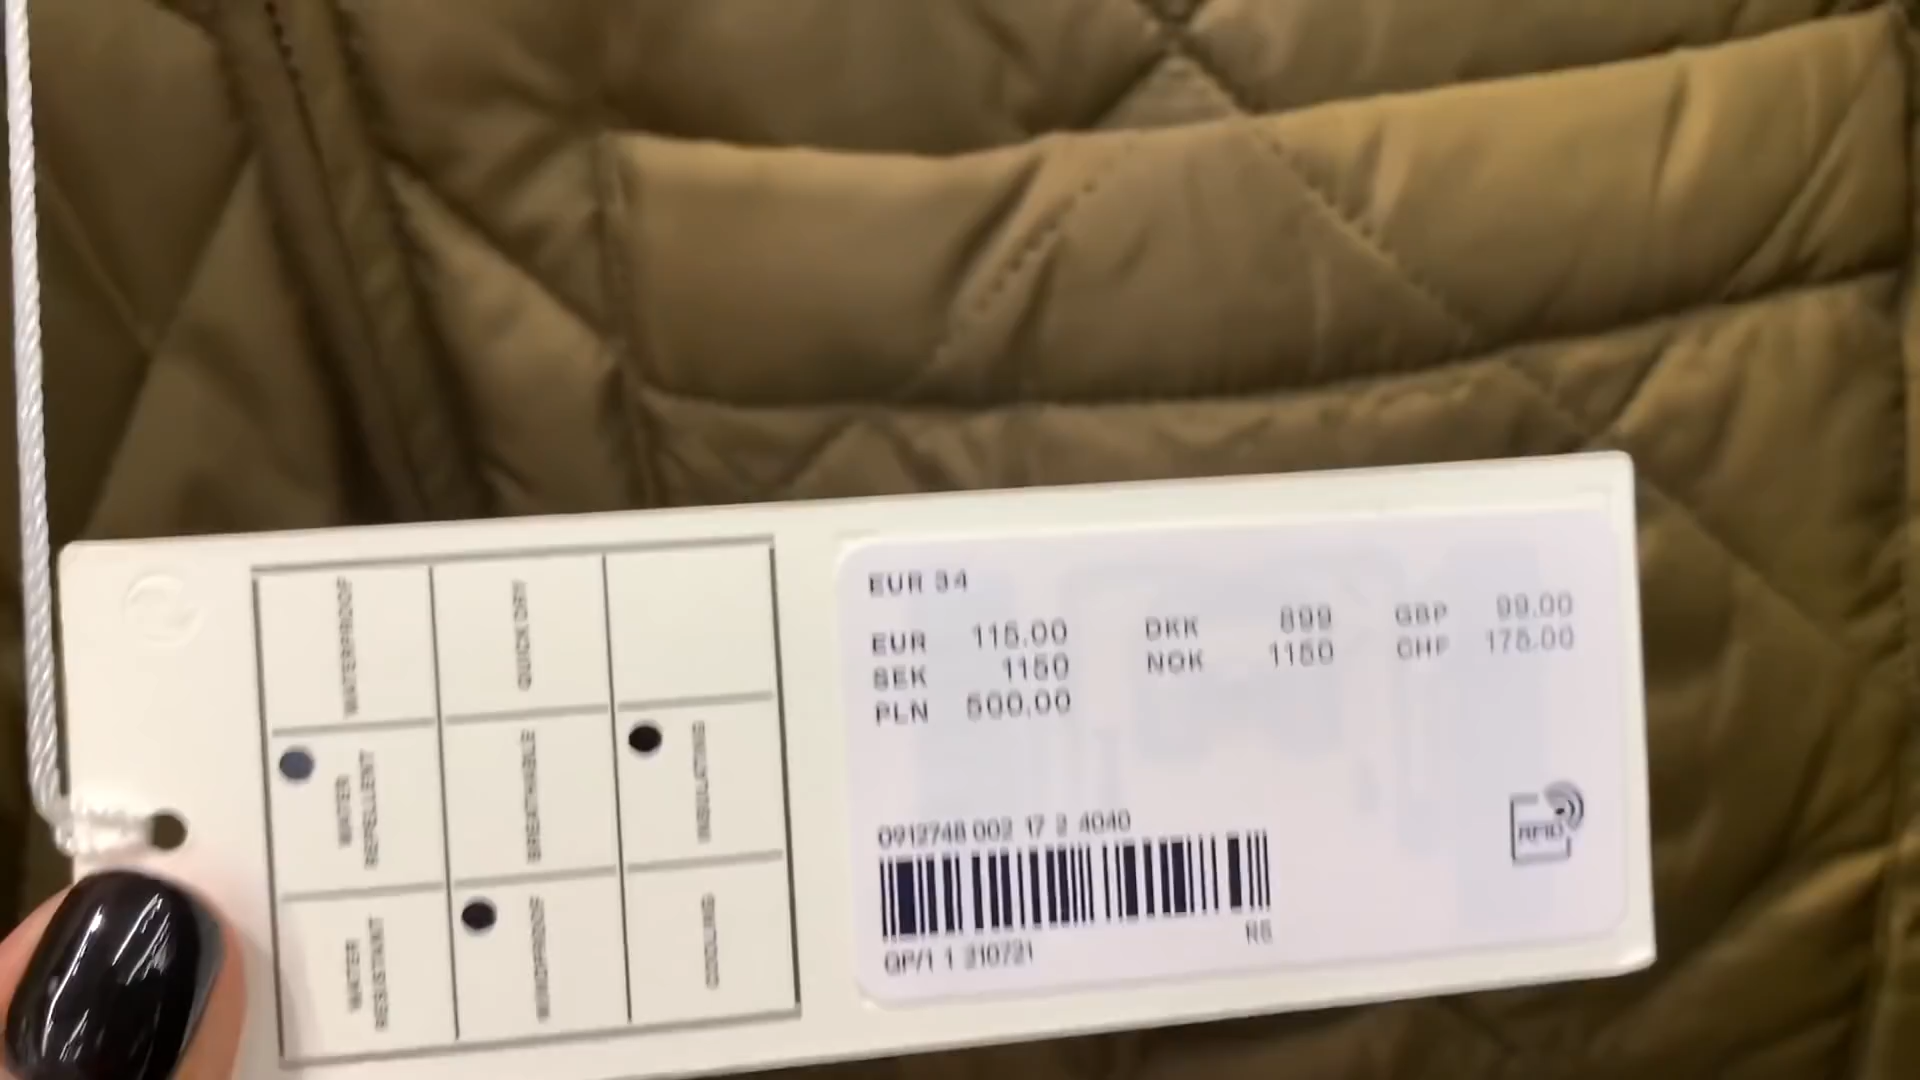 WATERPROOF
QUICK DRY
WATER
REPELLENT
BREATHABLE
INSULATING
WATER
RESISTANT
WINDPROOF
COOLING
EUR 34
EUR 115.00 DKK 899 GBP 99.00
SEK 1150 NOK 1150 CHF 175.00
PLN 500.00
0912748 002 17 2 4040
QP/1 1 210721
RFID